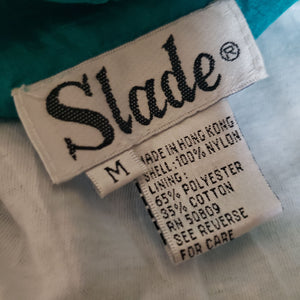 Slade®
M
MADE IN HONG KONG
SHELL:100% NYLON
LINING:
65% POLYESTER
35% COTTON
RN 50809
SEE REVERSE
FOR CARE